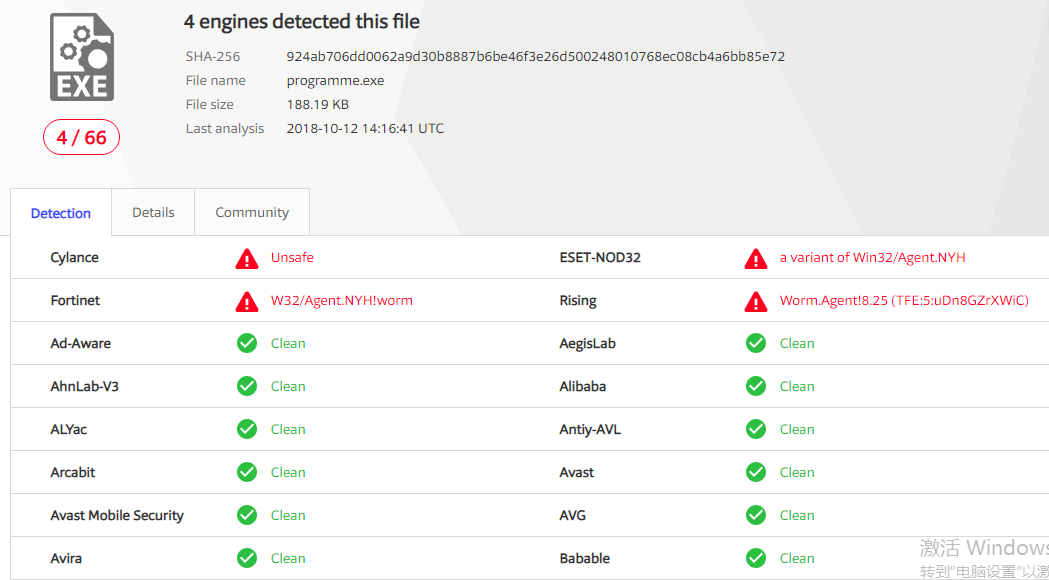 4 engines detected this file
SHA-256 924ab706dd0062a9d30b8887b6be46f3e26d500248010768ec08cb4a6bb85e72
File name programme.exe
File size 188.19 KB
Last analysis 2018-10-12 14:16:41 UTC
EXE
4 / 66
Detection Details Community
Cylance Unsafe ESET-NOD32 a variant of Win32/Agent.NYH
Fortinet W32/Agent.NYH!worm Rising Worm.Agent!8.25 (TFE:5:uDn8GZrXWiC)
Ad-Aware Clean AegisLab Clean
AhnLab-V3 Clean Alibaba Clean
ALYac Clean Antiy-AVL Clean
Arcabit Clean Avast Clean
Avast Mobile Security Clean AVG Clean
Avira Clean Babable Clean
激活 Windows
转到"电脑设置"以激